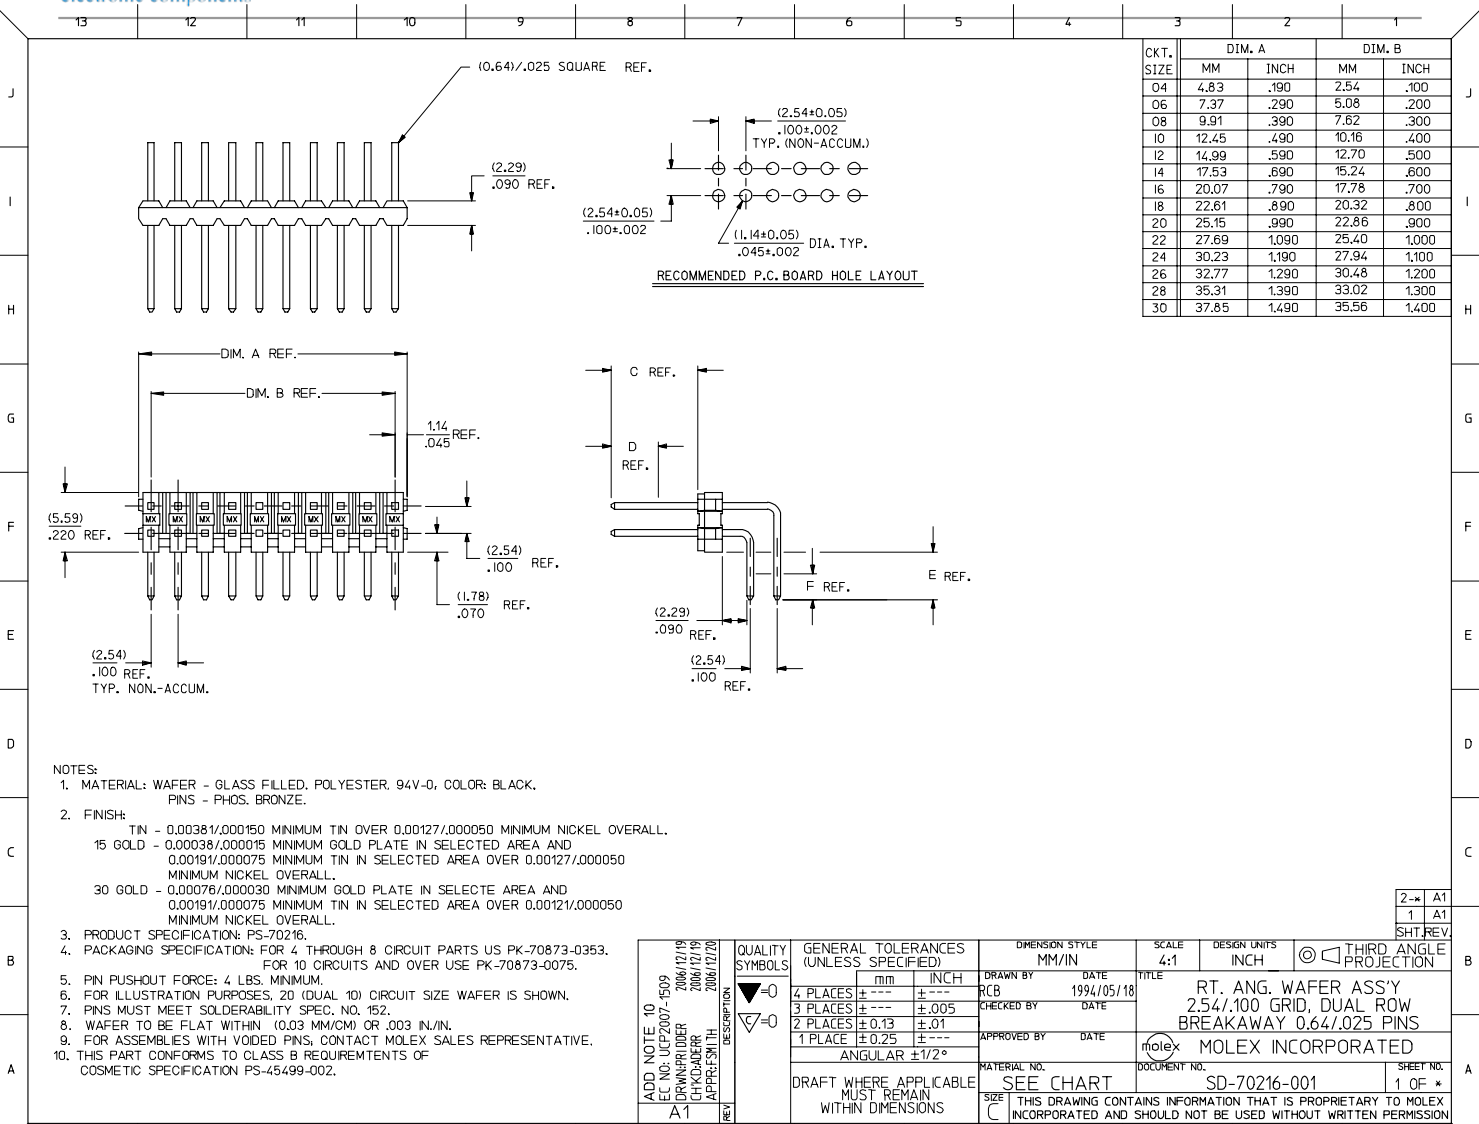 electronic components
13 12 11 10 9 8 7 6 5 4 3 2 1
J
I
H
G
F
E
D
C
B
A
J
I
H
G
F
E
D
C
B
A
(0.64)/.025 SQUARE REF.
(2.29)
.090 REF.
(2.54±0.05)
.100±.002
TYP. (NON-ACCUM.)
(2.54±0.05)
.100±.002
(1.14±0.05)
.045±.002 DIA. TYP.
RECOMMENDED P.C. BOARD HOLE LAYOUT
CKT. SIZE DIM. A DIM. B
MM INCH MM INCH
04 4.83 .190 2.54 .100
06 7.37 .290 5.08 .200
08 9.91 .390 7.62 .300
10 12.45 .490 10.16 .400
12 14.99 .590 12.70 .500
14 17.53 .690 15.24 .600
16 20.07 .790 17.78 .700
18 22.61 .890 20.32 .800
20 25.15 .990 22.86 .900
22 27.69 1.090 25.40 1.000
24 30.23 1.190 27.94 1.100
26 32.77 1.290 30.48 1.200
28 35.31 1.390 33.02 1.300
30 37.85 1.490 35.56 1.400
DIM. A REF.
DIM. B REF.
1.14
.045 REF.
(5.59)
.220 REF.
MX MX MX MX MX MX MX MX MX MX
(2.54)
.100 REF.
(1.78)
.070 REF.
(2.54)
.100 REF.
TYP. NON.-ACCUM.
C REF.
D
REF.
E REF.
F REF.
(2.29)
.090 REF.
(2.54)
.100 REF.
NOTES:
1. MATERIAL: WAFER - GLASS FILLED, POLYESTER, 94V-0, COLOR: BLACK.
PINS - PHOS. BRONZE.
2. FINISH:
TIN - 0.00381/.000150 MINIMUM TIN OVER 0.00127/.000050 MINIMUM NICKEL OVERALL.
15 GOLD - 0.00038/.000015 MINIMUM GOLD PLATE IN SELECTED AREA AND
0.00191/.000075 MINIMUM TIN IN SELECTED AREA OVER 0.00127/.000050
MINIMUM NICKEL OVERALL.
30 GOLD - 0.00076/.000030 MINIMUM GOLD PLATE IN SELECTE AREA AND
0.00191/.000075 MINIMUM TIN IN SELECTED AREA OVER 0.00121/.000050
MINIMUM NICKEL OVERALL.
3. PRODUCT SPECIFICATION: PS-70216.
4. PACKAGING SPECIFICATION: FOR 4 THROUGH 8 CIRCUIT PARTS US PK-70873-0353.
FOR 10 CIRCUITS AND OVER USE PK-70873-0075.
5. PIN PUSHOUT FORCE: 4 LBS. MINIMUM.
6. FOR ILLUSTRATION PURPOSES, 20 (DUAL 10) CIRCUIT SIZE WAFER IS SHOWN.
7. PINS MUST MEET SOLDERABILITY SPEC. NO. 152.
8. WAFER TO BE FLAT WITHIN (0.03 MM/CM) OR .003 IN./IN.
9. FOR ASSEMBLIES WITH VOIDED PINS, CONTACT MOLEX SALES REPRESENTATIVE.
10. THIS PART CONFORMS TO CLASS B REQUIREMTENTS OF
COSMETIC SPECIFICATION PS-45499-002.
2-* A1
1 A1
SHT. REV.
ADD NOTE 10
EC NO: UCP2007-1509
DRWN:PRIDDER 2006/12/19
CH'KD:ADERR 2006/12/19
APPR:FSMITH 2006/12/20
DESCRIPTION
A1
REV
QUALITY
SYMBOLS
=0
=0
GENERAL TOLERANCES
(UNLESS SPECIFIED)
mm INCH
4 PLACES ± --- ± ---
3 PLACES ± --- ± .005
2 PLACES ± 0.13 ± .01
1 PLACE ± 0.25 ± ---
ANGULAR ±1/2°
DRAFT WHERE APPLICABLE
MUST REMAIN
WITHIN DIMENSIONS
DIMENSION STYLE
MM/IN
SCALE
4:1
DESIGN UNITS
INCH
THIRD ANGLE
PROJECTION
DRAWN BY DATE
RCB 1994/05/18
CHECKED BY DATE
APPROVED BY DATE
TITLE
RT. ANG. WAFER ASS'Y
2.54/.100 GRID, DUAL ROW
BREAKAWAY 0.64/.025 PINS
molex MOLEX INCORPORATED
MATERIAL NO.
SEE CHART
DOCUMENT NO.
SD-70216-001
SHEET NO.
1 OF *
SIZE
C
THIS DRAWING CONTAINS INFORMATION THAT IS PROPRIETARY TO MOLEX
INCORPORATED AND SHOULD NOT BE USED WITHOUT WRITTEN PERMISSION